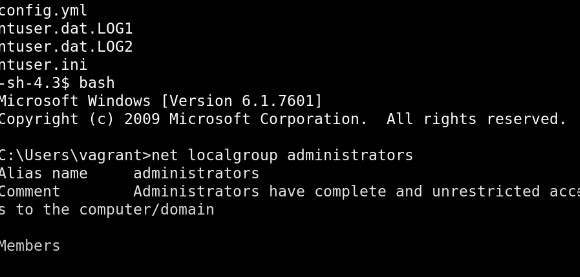 config.yml
ntuser.dat.LOG1
ntuser.dat.LOG2
ntuser.ini
-sh-4.3$ bash
Microsoft Windows [Version 6.1.7601]
Copyright (c) 2009 Microsoft Corporation.  All rights reserved.
C:\Users\vagrant>net localgroup administrators
Alias name     administrators
Comment        Administrators have complete and unrestricted acce
s to the computer/domain
Members